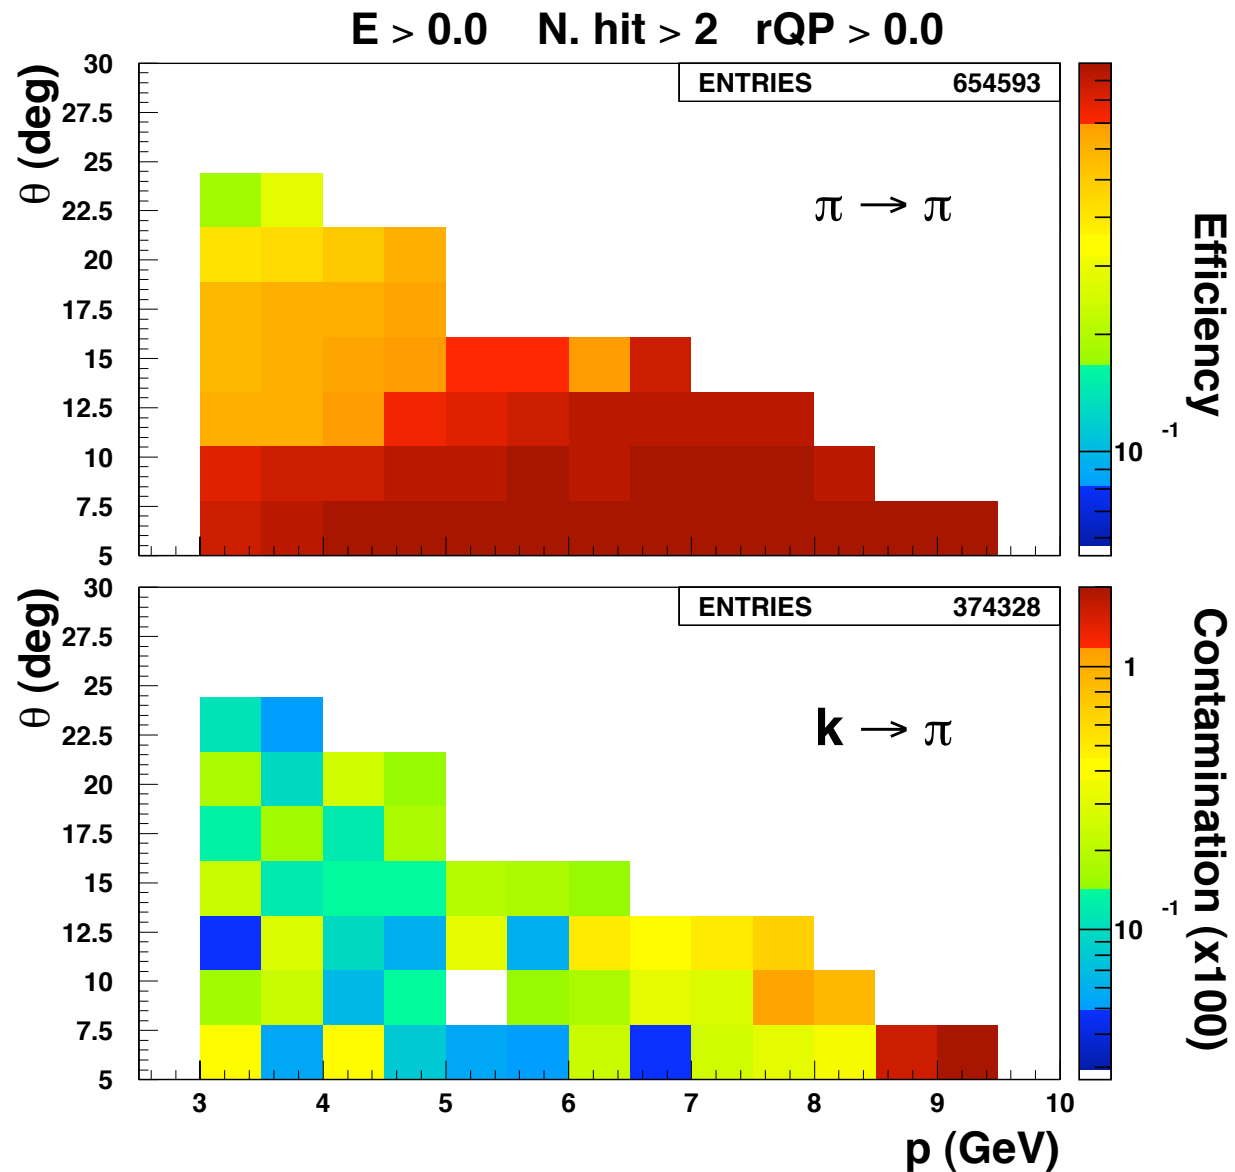 E > 0.0 N. hit > 2 rQP > 0.0
θ (deg)
30
27.5
25
22.5
20
17.5
15
12.5
10
7.5
5
ENTRIES 654593
π → π
10⁻¹
Efficiency
θ (deg)
30
27.5
25
22.5
20
17.5
15
12.5
10
7.5
5
ENTRIES 374328
k → π
1
10⁻¹
Contamination (x100)
3 4 5 6 7 8 9 10
p (GeV)